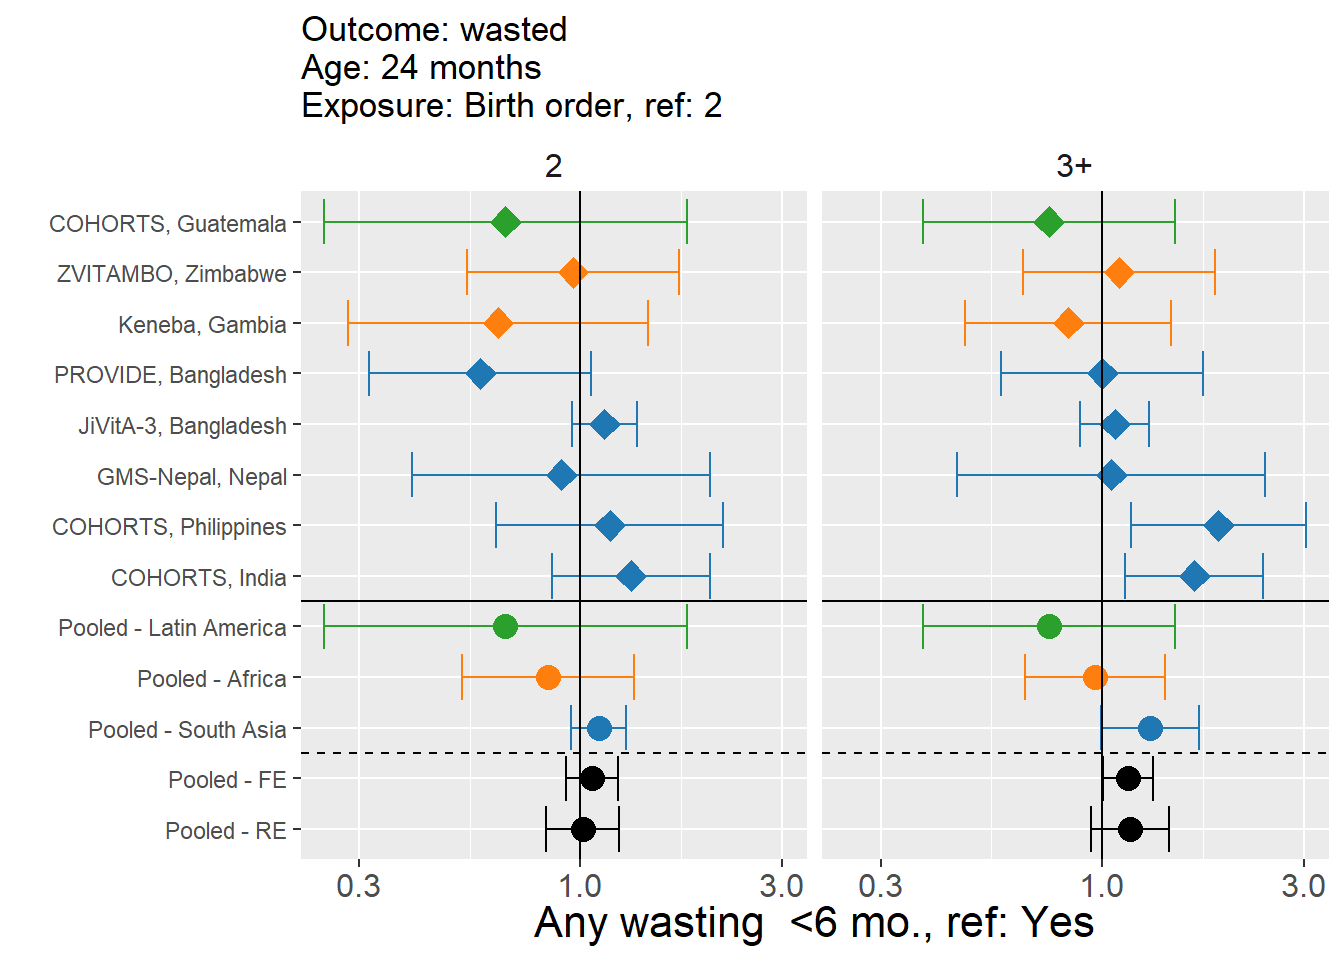 Outcome: wasted
Age: 24 months
Exposure: Birth order, ref: 2
2
3+
COHORTS, Guatemala
ZVITAMBO, Zimbabwe
Keneba, Gambia
PROVIDE, Bangladesh
JiVitA-3, Bangladesh
GMS-Nepal, Nepal
COHORTS, Philippines
COHORTS, India
Pooled - Latin America
Pooled - Africa
Pooled - South Asia
Pooled - FE
Pooled - RE
0.3 1.0 3.0 0.3 1.0 3.0
Any wasting  <6 mo., ref: Yes